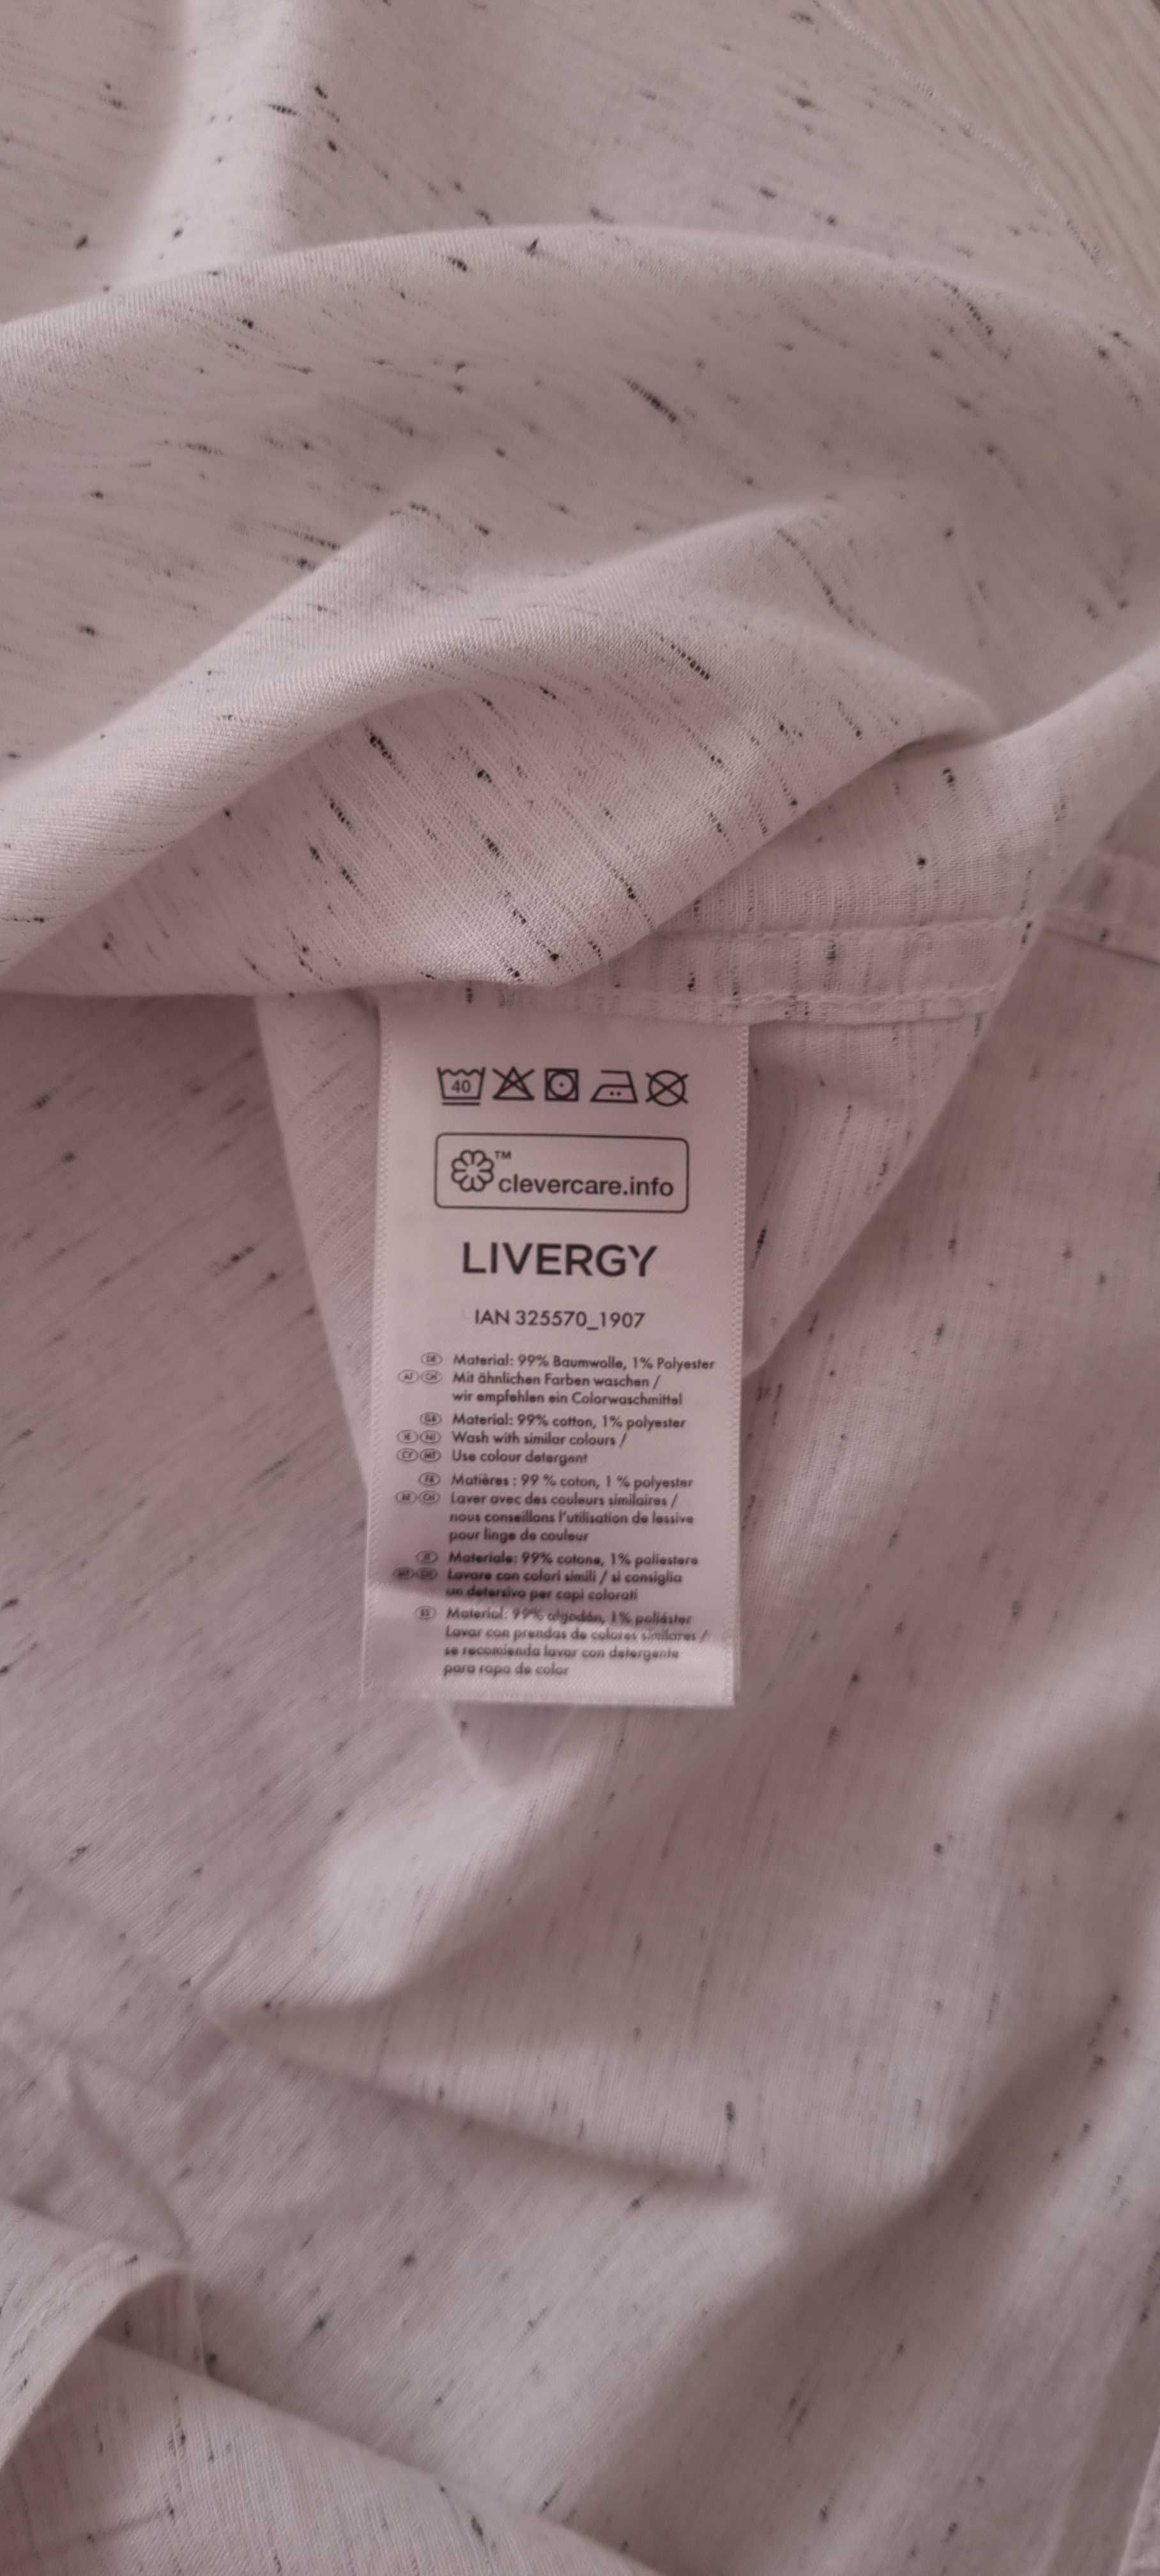 40
™
clevercare.info
LIVERGY
IAN 325570_1907
DE Material: 99% Baumwolle, 1% Polyester
AT CH Mit ähnlichen Farben waschen /
wir empfehlen ein Colorwaschmittel
GB Material: 99% cotton, 1% polyester
IE NI Wash with similar colours /
CY MT Use colour detergent
FR Matières : 99 % coton, 1 % polyester
BE CH Laver avec des couleurs similaires /
nous conseillons l'utilisation de lessive
pour linge de couleur
IT Materiale: 99% cotone, 1% poliestere
MT CH Lavare con colori simili / si consiglia
un detersivo per capi colorati
ES Material: 99% algodón, 1% poliéster
Lavar con prendas de colores similares /
se recomienda lavar con detergente
para ropa de color